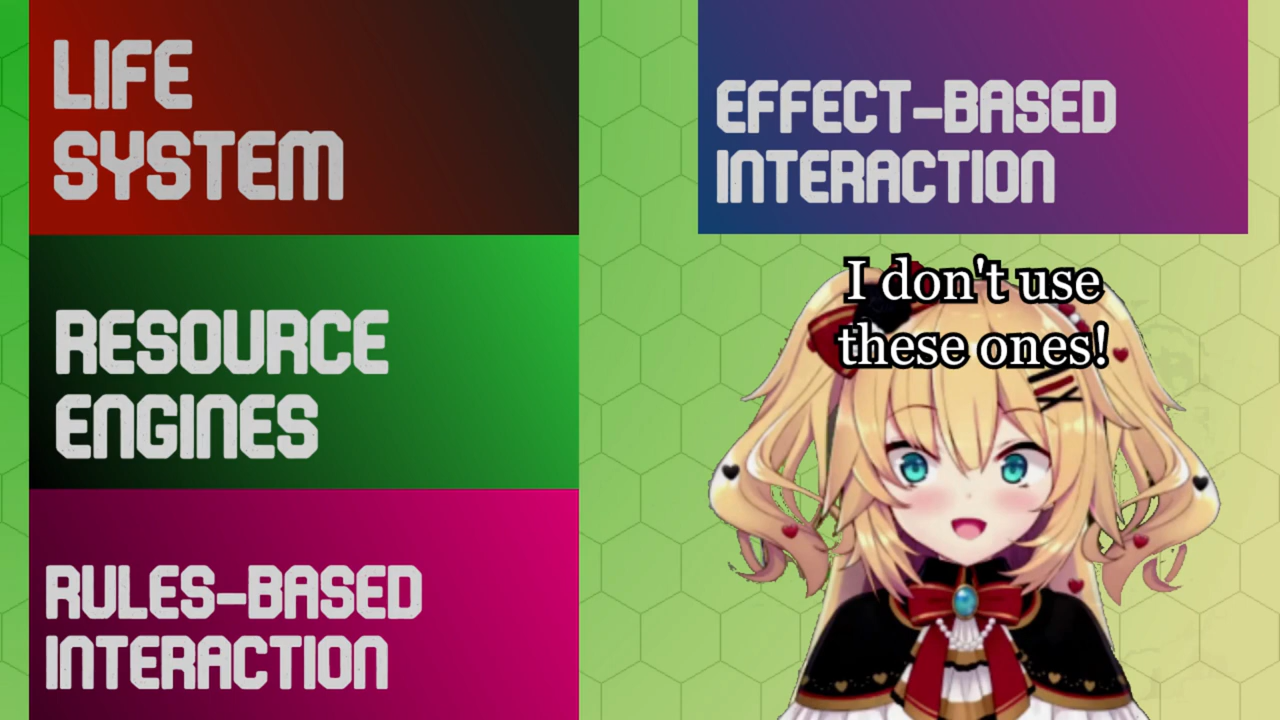 LIFE
SYSTEM
RESOURCE
ENGINES
RULES-BASED
INTERACTION
EFFECT-BASED
INTERACTION
I don't use
these ones!